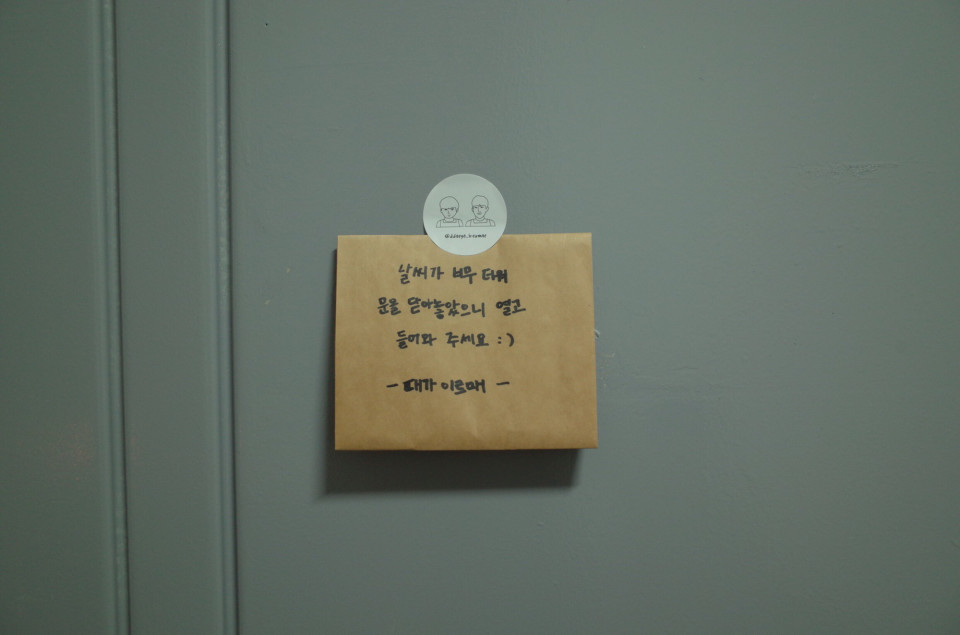 날씨가 너무 더워
문을 닫아놓았으니 열고
들어와 주세요 :)
- 때가 이르매 -